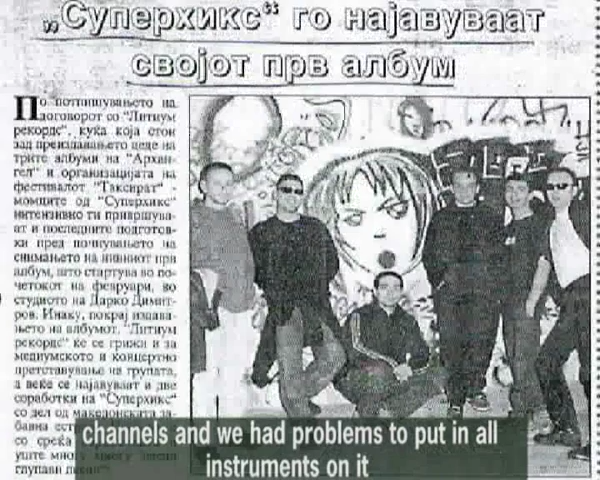 „Суперхикс“ го најавуваат
својот прв албум
По потпишувањето на
договорот со "Литиум
рекордс", куќа која стои
зад преиздавањето
трите албуми на "Архан-
гел" и организацијата на
фестивалот "Таксират" -
момците од "Суперхикс"
интензивно ги привршува-
ат и последните подготов-
ки пред почнувањето на
снимањето на нивниот прв
албум, што стартува во по-
четокот на февруари, во
студиото на Дарко Димит-
ров. Инаку, покрај издава-
њето на албумот, "Литиум
рекордс" ќе се грижи и за
медиумското и концертно
претставување на групата,
а веќе се најавуваат и две
соработки на "Суперхикс"
со дел од македонската за-
бавна
со среќа
уште
глупави
channels and we had problems to put in all
instruments on it